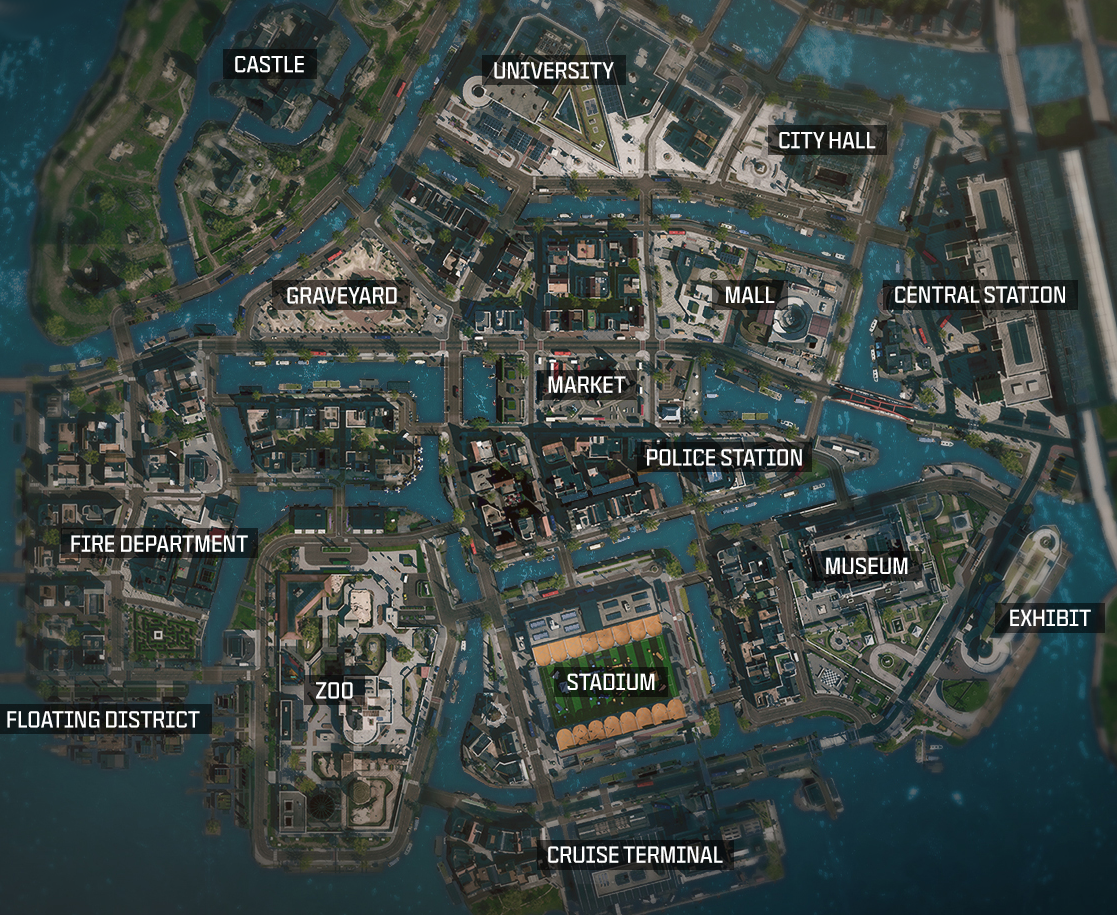 CASTLE
UNIVERSITY
CITY HALL
GRAVEYARD
MALL
CENTRAL STATION
MARKET
POLICE STATION
FIRE DEPARTMENT
MUSEUM
EXHIBIT
ZOO
STADIUM
FLOATING DISTRICT
CRUISE TERMINAL